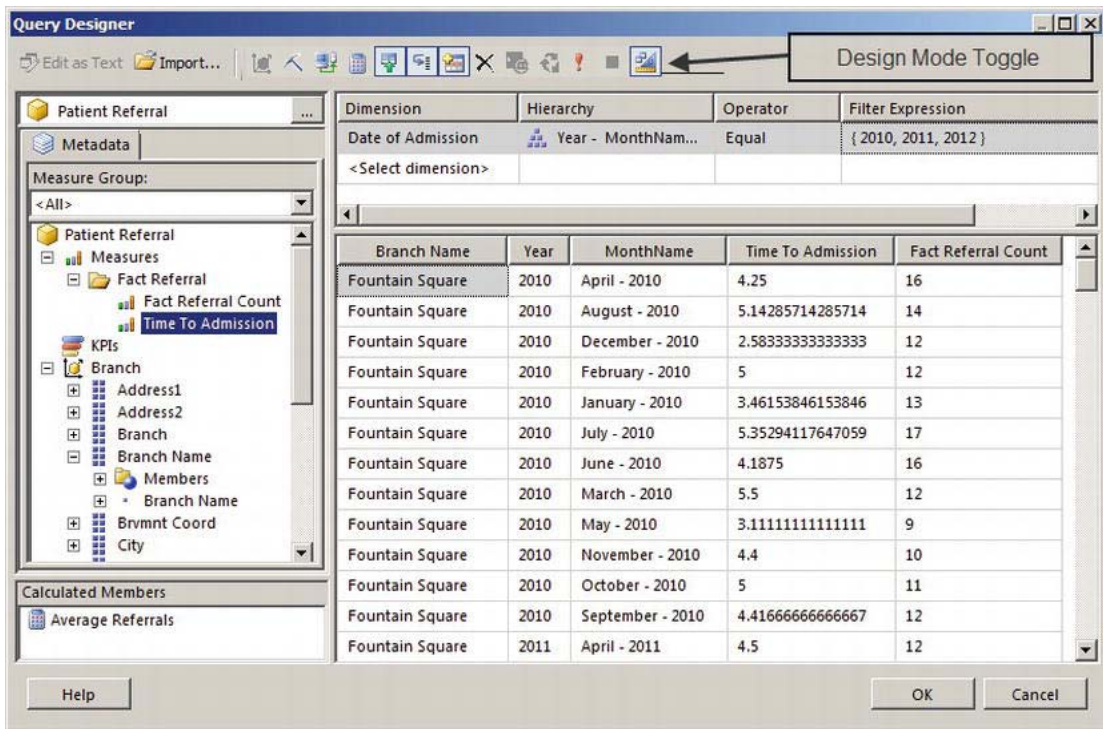 Query Designer
Edit as Text Import...
Design Mode Toggle
Patient Referral ...
Metadata
Measure Group:
<All>
Patient Referral
Measures
Fact Referral
Fact Referral Count
Time To Admission
KPIs
Branch
Address1
Address2
Branch
Branch Name
Members
Branch Name
Brvmnt Coord
City
Calculated Members
Average Referrals
Dimension Hierarchy Operator Filter Expression
Date of Admission Year - MonthNam... Equal { 2010, 2011, 2012 }
<Select dimension>
Branch Name Year MonthName Time To Admission Fact Referral Count
Fountain Square 2010 April - 2010 4.25 16
Fountain Square 2010 August - 2010 5.14285714285714 14
Fountain Square 2010 December - 2010 2.58333333333333 12
Fountain Square 2010 February - 2010 5 12
Fountain Square 2010 January - 2010 3.46153846153846 13
Fountain Square 2010 July - 2010 5.35294117647059 17
Fountain Square 2010 June - 2010 4.1875 16
Fountain Square 2010 March - 2010 5.5 12
Fountain Square 2010 May - 2010 3.11111111111111 9
Fountain Square 2010 November - 2010 4.4 10
Fountain Square 2010 October - 2010 5 11
Fountain Square 2010 September - 2010 4.41666666666667 12
Fountain Square 2011 April - 2011 4.5 12
Help OK Cancel